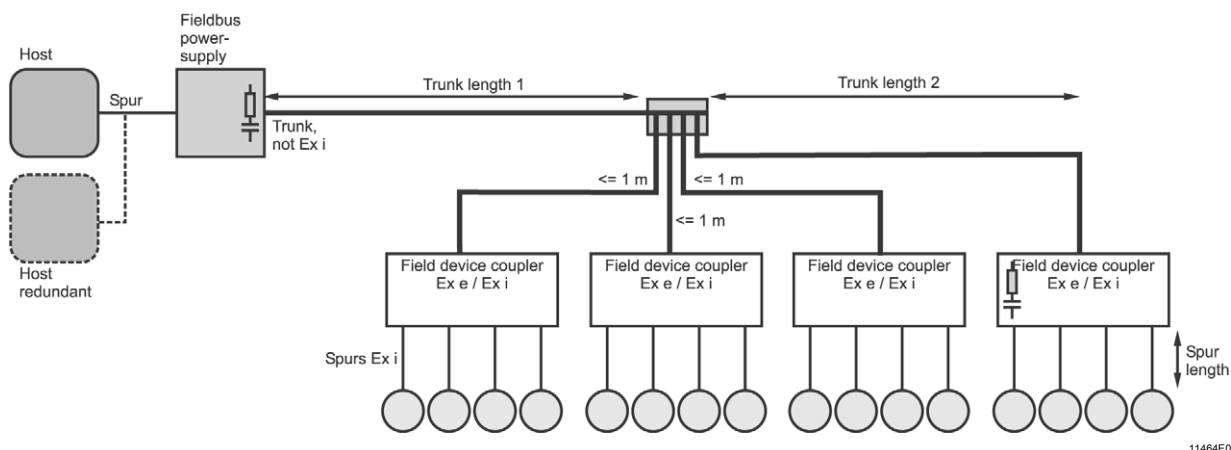 Host
Spur
Fieldbus
power-
supply
Trunk length 1
Trunk length 2
Trunk,
not Ex i
Host
redundant
<= 1 m
<= 1 m
<= 1 m
Field device coupler
Ex e / Ex i
Field device coupler
Ex e / Ex i
Field device coupler
Ex e / Ex i
Field device coupler
Ex e / Ex i
Spurs Ex i
Spur
length
11464E0